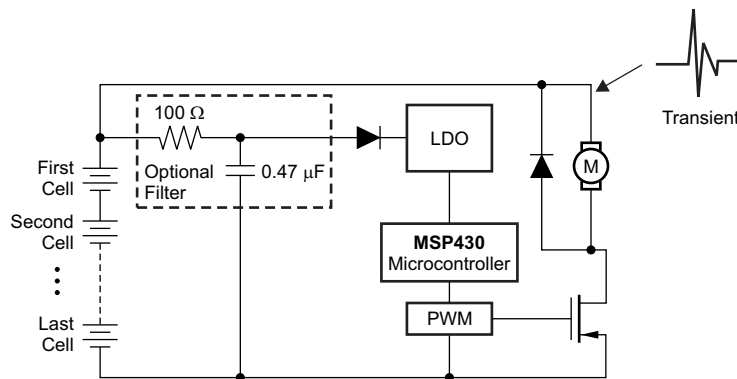 Transient
100 Ω
LDO
Optional
Filter
0.47 μF
First
Cell
M
Second
Cell
MSP430
Microcontroller
Last
Cell
PWM